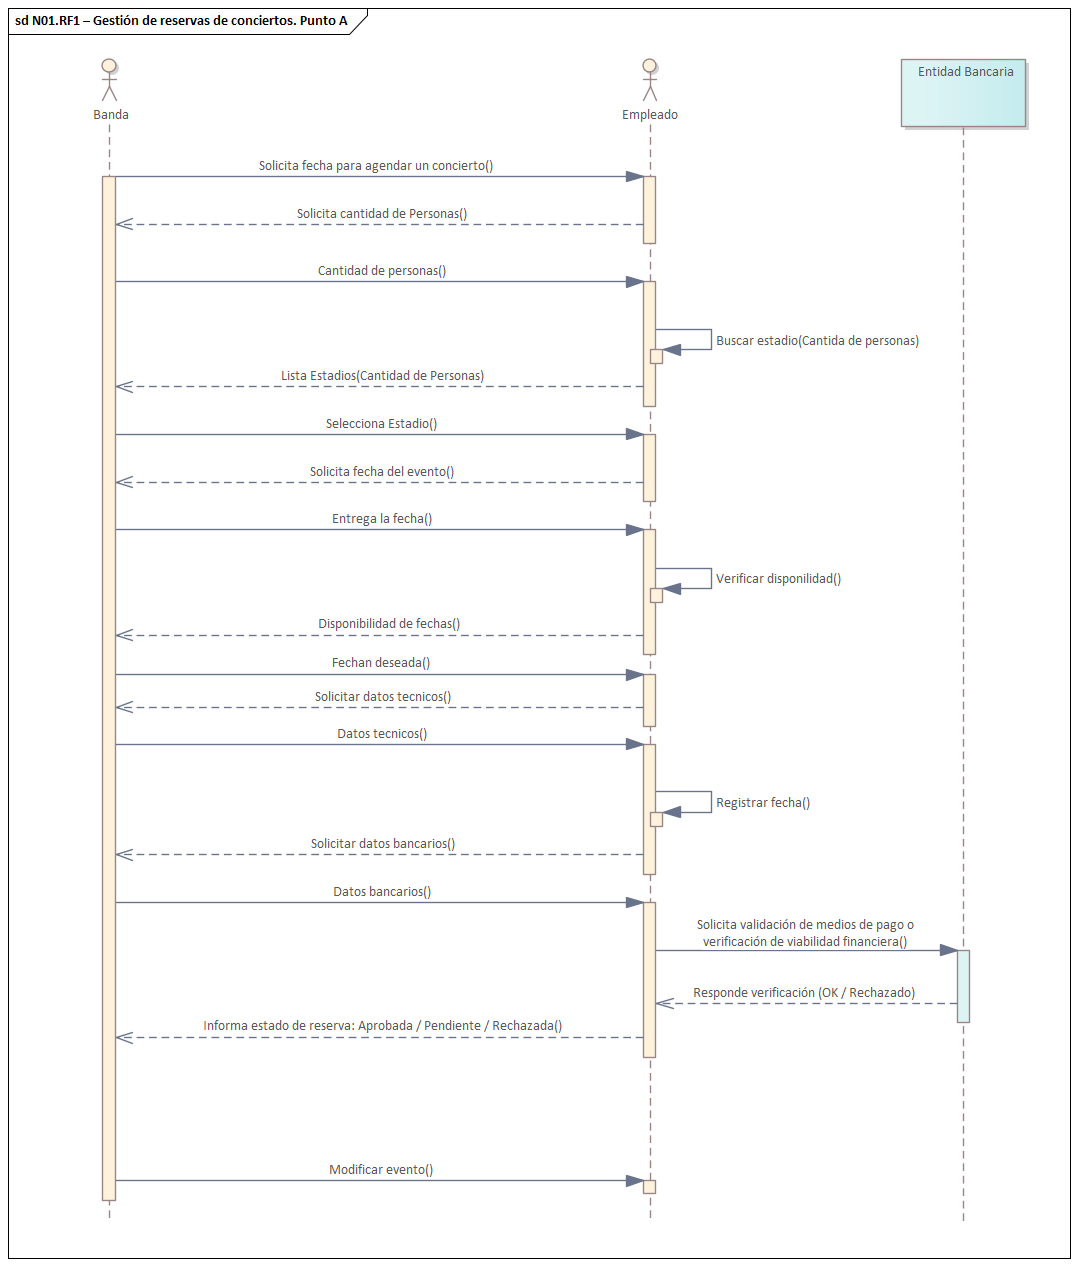 sd N01.RF1 – Gestión de reservas de conciertos. Punto A
Entidad Bancaria
Banda
Empleado
Solicita fecha para agendar un concierto()
Solicita cantidad de Personas()
Cantidad de personas()
Buscar estadio(Cantida de personas)
Lista Estadios(Cantidad de Personas)
Selecciona Estadio()
Solicita fecha del evento()
Entrega la fecha()
Verificar disponilidad()
Disponibilidad de fechas()
Fechan deseada()
Solicitar datos tecnicos()
Datos tecnicos()
Registrar fecha()
Solicitar datos bancarios()
Datos bancarios()
Solicita validación de medios de pago o
verificación de viabilidad financiera()
Responde verificación (OK / Rechazado)
Informa estado de reserva: Aprobada / Pendiente / Rechazada()
Modificar evento()